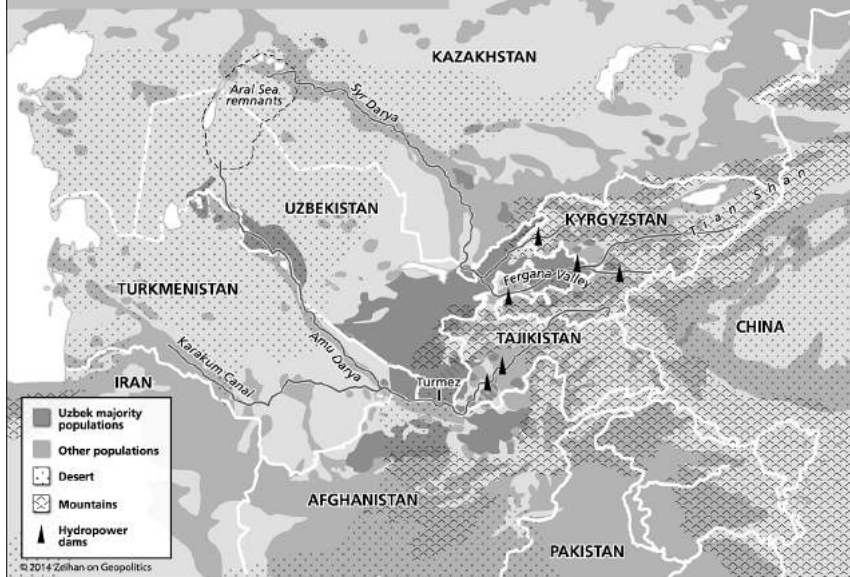 KAZAKHSTAN
Aral Sea
remnants
Syr Darya
UZBEKISTAN
KYRGYZSTAN
Tian Shan
Fergana Valley
TURKMENISTAN
TAJIKISTAN
CHINA
Amu Darya
Karakum Canal
IRAN
Turmez
AFGHANISTAN
PAKISTAN
Uzbek majority
populations
Other populations
Desert
Mountains
Hydropower
dams
© 2014 Zeihan on Geopolitics